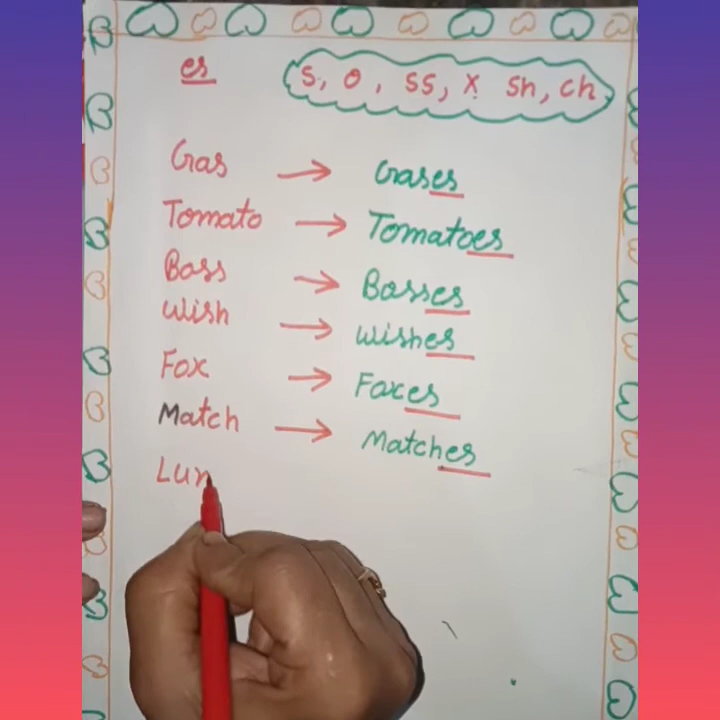 es s, o, ss, x sh, ch
Gas → Gases
Tomato → Tomatoes
Boss → Bosses
Wish → Wishes
Fox → Foxes
Match → Matches
Lun